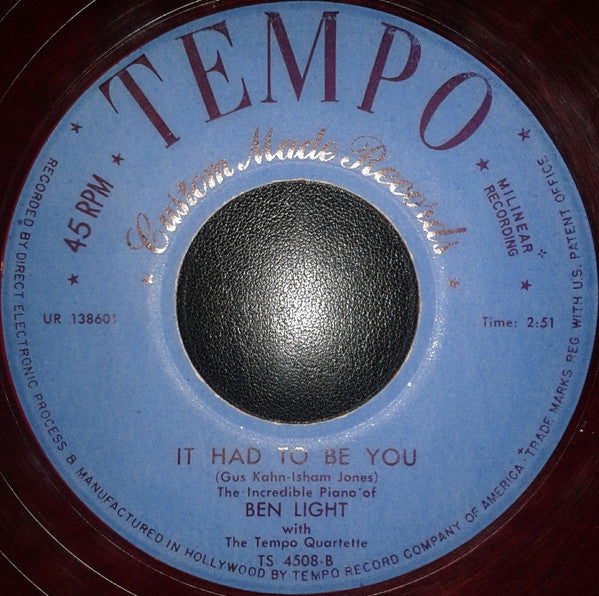 TEMPO
Custom Made Records
45 RPM
MILINEAR
RECORDING
UR 138601
Time: 2:51
IT HAD TO BE YOU
(Gus Kahn-Isham Jones)
The Incredible Piano of
BEN LIGHT
with
The Tempo Quartette
TS 4508-B
RECORDED BY DIRECT ELECTRONIC PROCESS & MANUFACTURED IN HOLLYWOOD BY TEMPO RECORD COMPANY OF AMERICA · TRADE MARKS REG. WITH U.S. PATENT OFFICE